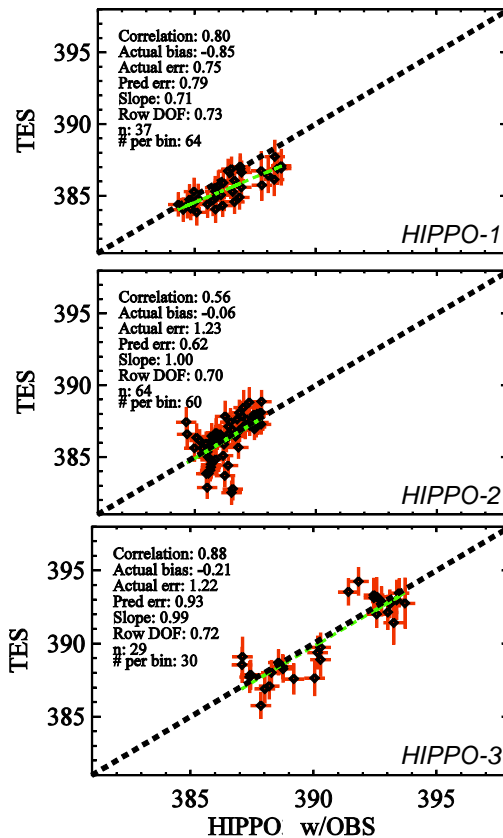 398
TES
390
385
Correlation: 0.80
Actual bias: -0.85
Actual err: 0.75
Pred err: 0.79
Slope: 0.71
Row DOF: 0.73
n: 37
# per bin: 64
HIPPO-1
395
TES
390
385
Correlation: 0.56
Actual bias: -0.06
Actual err: 1.23
Pred err: 0.62
Slope: 1.00
Row DOF: 0.70
n: 64
# per bin: 60
HIPPO-2
395
TES
390
385
Correlation: 0.88
Actual bias: -0.21
Actual err: 1.22
Pred err: 0.93
Slope: 0.99
Row DOF: 0.72
n: 29
# per bin: 30
HIPPO-3
385 390 395
HIPPO w/OBS